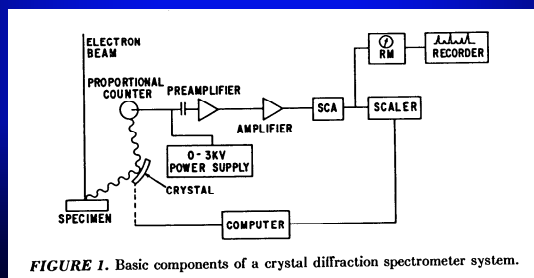 ELECTRON
BEAM
PROPORTIONAL
COUNTER
PREAMPLIFIER
AMPLIFIER
SCA
SCALER
RM
RECORDER
0-3KV
POWER SUPPLY
CRYSTAL
SPECIMEN
COMPUTER
FIGURE 1. Basic components of a crystal diffraction spectrometer system.